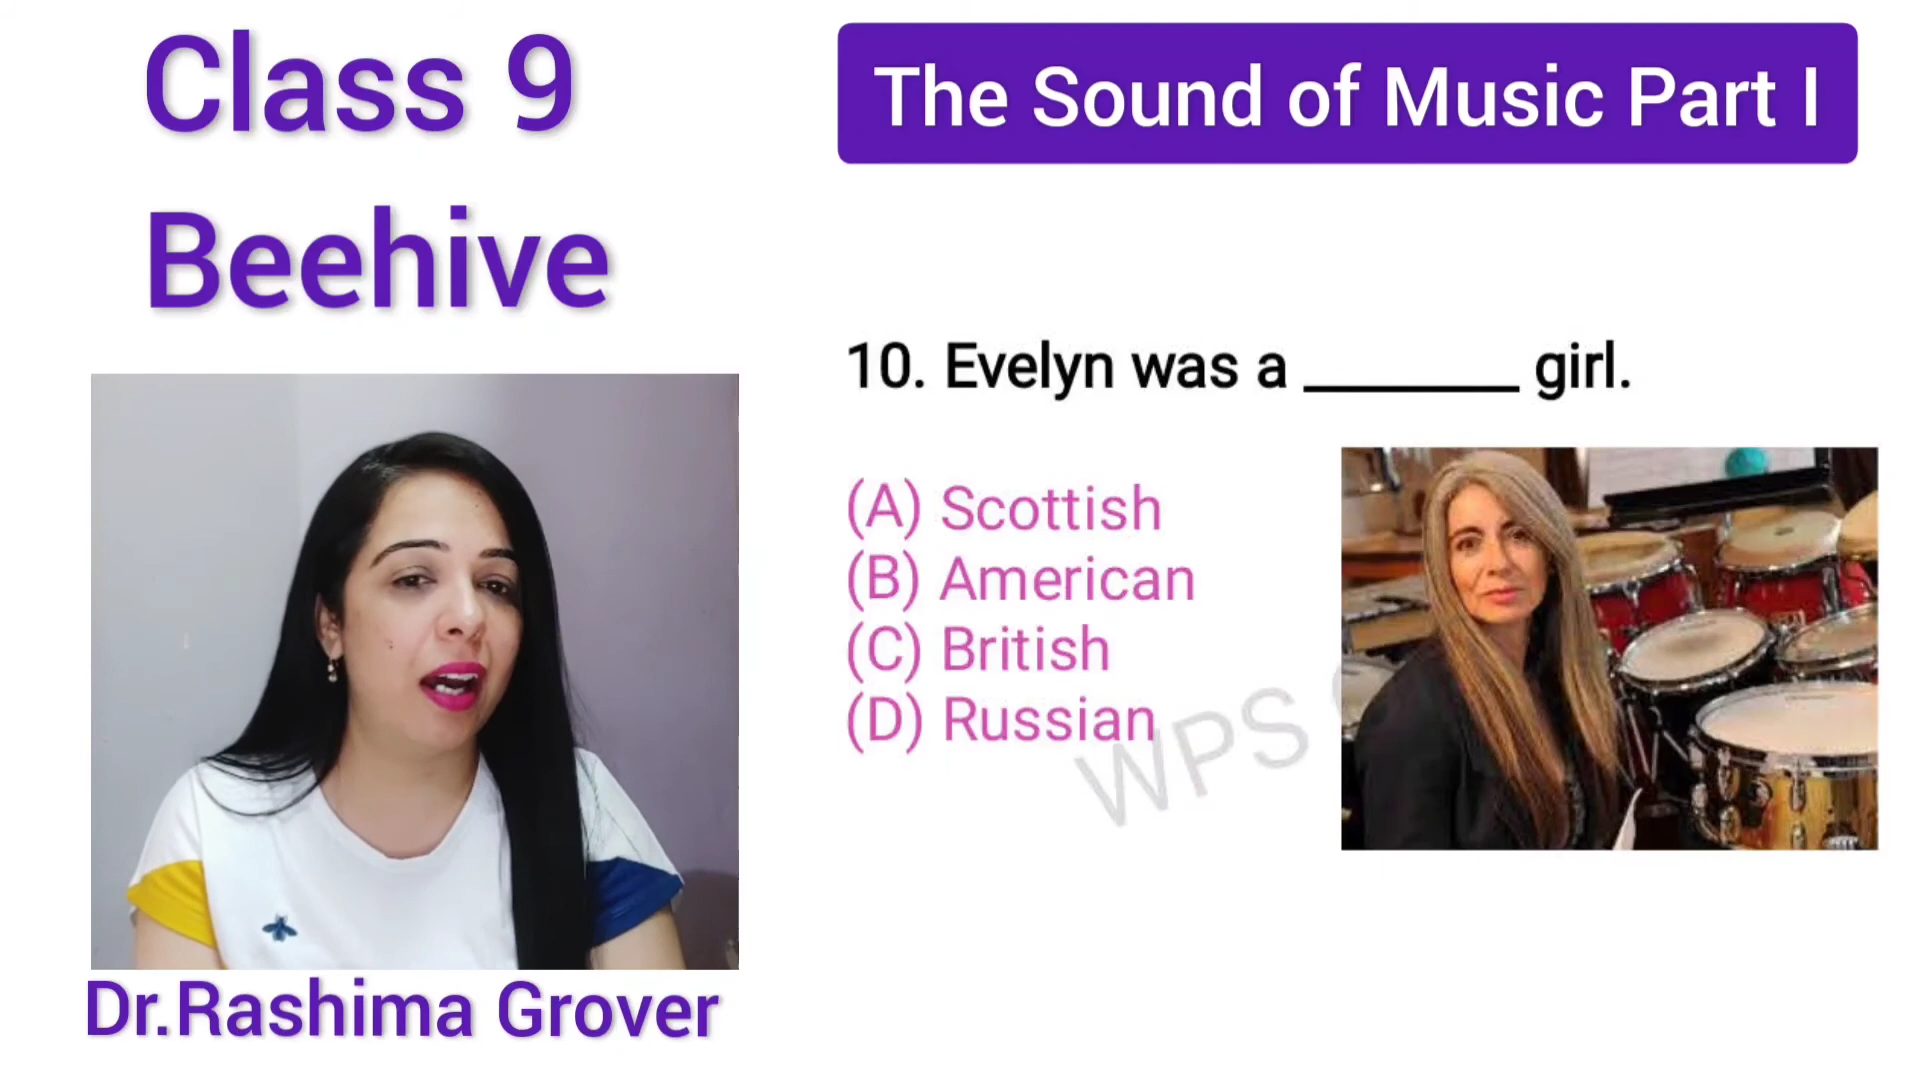 Class 9
Beehive
The Sound of Music Part I
10. Evelyn was a ________ girl.
(A) Scottish
(B) American
(C) British
(D) Russian
WPS
Dr.Rashima Grover